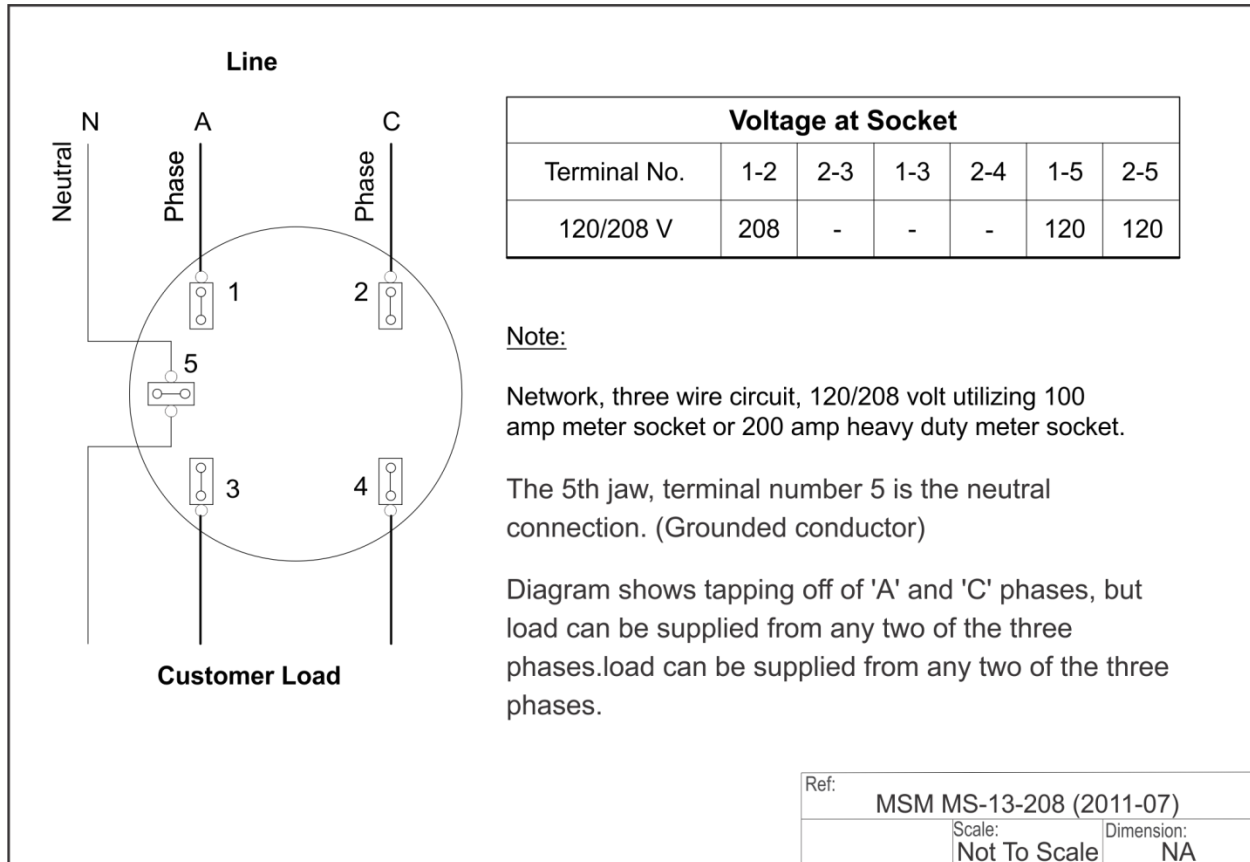 Line
N
A
C
Neutral
Phase
Phase
1
2
5
3
4
Customer Load
Voltage at Socket
Terminal No. 1-2 2-3 1-3 2-4 1-5 2-5
120/208 V 208 - - - 120 120
Note:
Network, three wire circuit, 120/208 volt utilizing 100
amp meter socket or 200 amp heavy duty meter socket.
The 5th jaw, terminal number 5 is the neutral
connection. (Grounded conductor)
Diagram shows tapping off of 'A' and 'C' phases, but
load can be supplied from any two of the three
phases.load can be supplied from any two of the three
phases.
Ref:
MSM MS-13-208 (2011-07)
Scale:
Not To Scale
Dimension:
NA